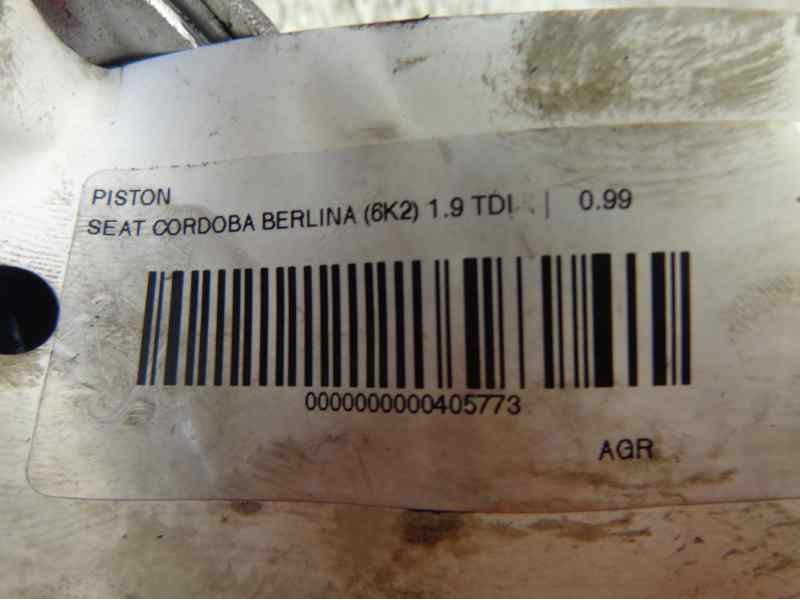 PISTON
SEAT CORDOBA BERLINA (6K2) 1.9 TDI | 0.99
0000000000405773
AGR